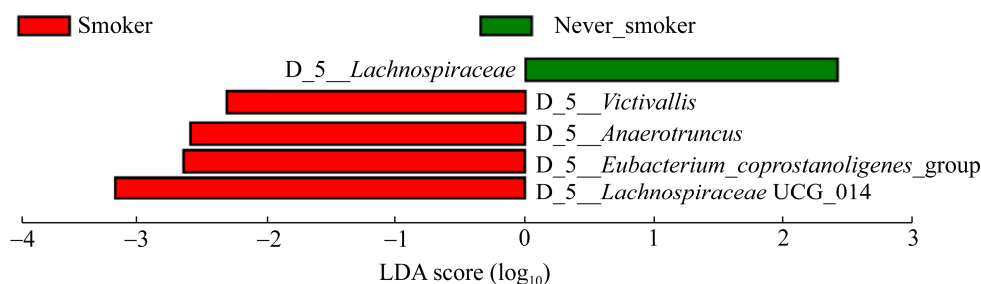 Smoker Never_smoker
D_5__Lachnospiraceae
D_5__Victivallis
D_5__Anaerotruncus
D_5__Eubacterium_coprostanoligenes_group
D_5__Lachnospiraceae UCG_014
–4 –3 –2 –1 0 1 2 3
LDA score (log10)